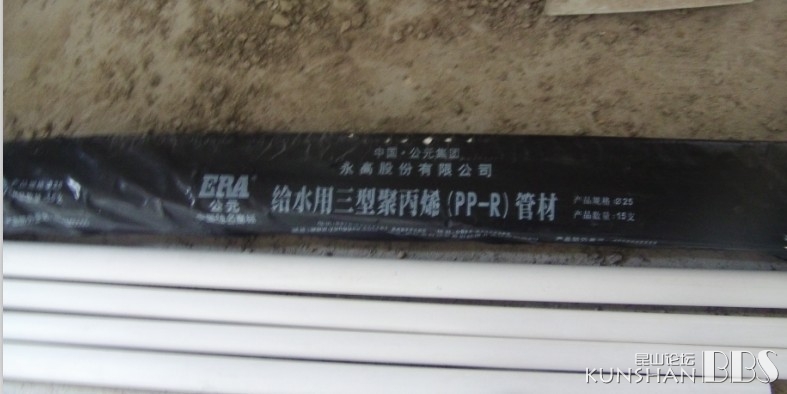 中国·公元集团
永高股份有限公司
ERA
公元
给水用三型聚丙烯(PP-R)管材
产品规格:Ø25
产品数量:15支
昆山论坛
KUNSHAN BBS